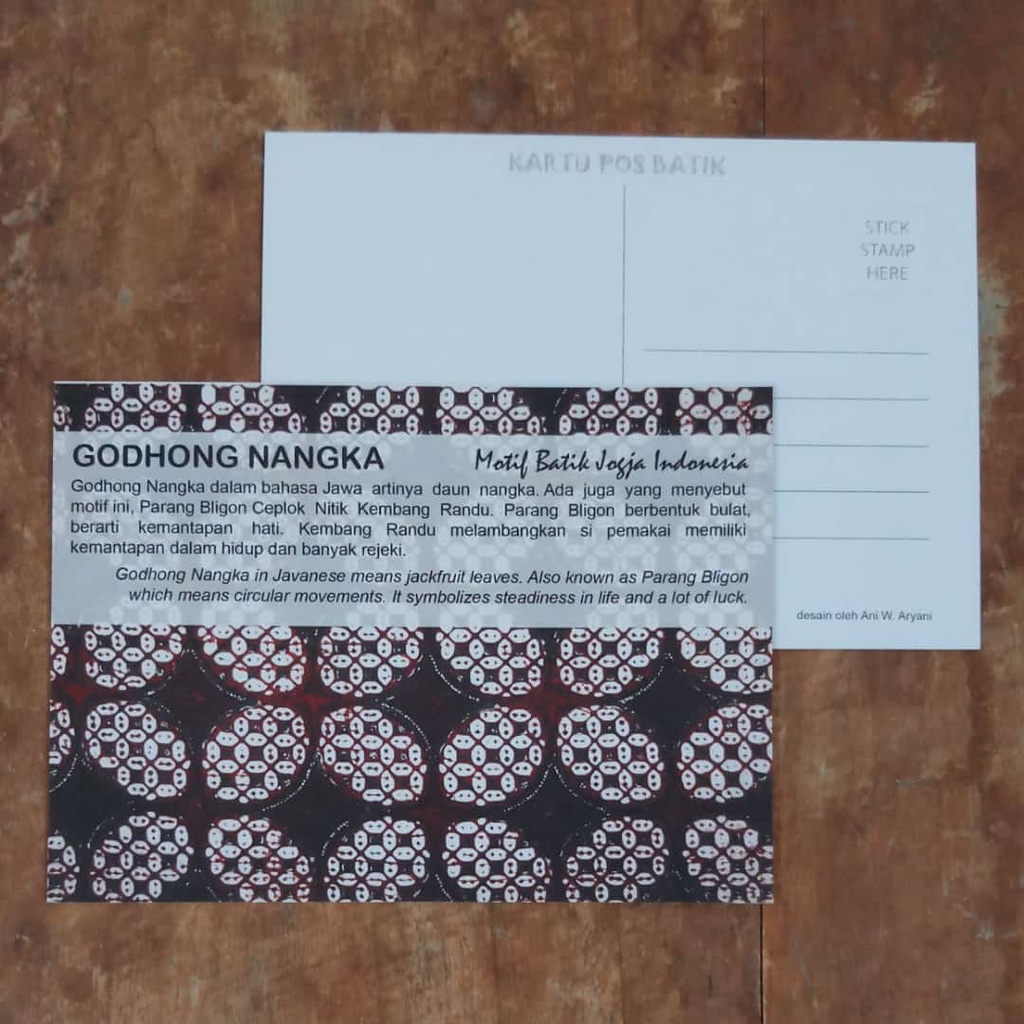 KARTU POS BATIK
STICK
STAMP
HERE
GODHONG NANGKA
Motif Batik Jogja Indonesia
Godhong Nangka dalam bahasa Jawa artinya daun nangka. Ada juga yang menyebut
motif ini, Parang Bligon Ceplok Nitik Kembang Randu. Parang Bligon berbentuk bulat,
berarti kemantapan hati. Kembang Randu melambangkan si pemakai memiliki
kemantapan dalam hidup dan banyak rejeki.
Godhong Nangka in Javanese means jackfruit leaves. Also known as Parang Bligon
which means circular movements. It symbolizes steadiness in life and a lot of luck.
desain oleh Ani W. Aryani